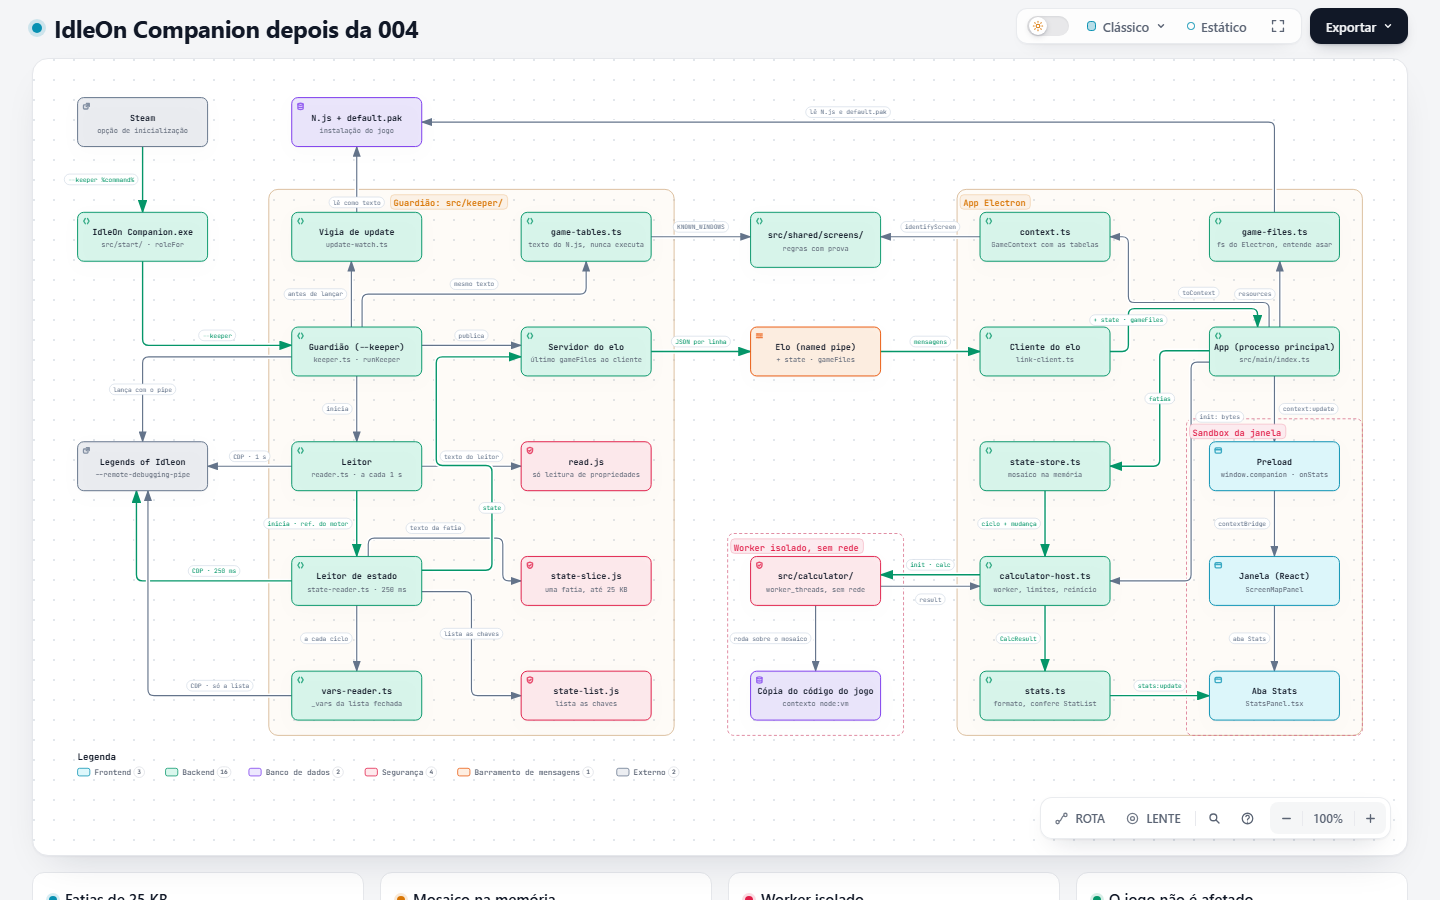 IdleOn Companion depois da 004
Clássico
Estático
Exportar
Steam
opção de inicialização
N.js + default.pak
instalação do jogo
lê N.js e default.pak
--keeper %command%
lê como texto
Guardião: src/keeper/
App Electron
IdleOn Companion.exe
src/start/ · roleFor
Vigia de update
update-watch.ts
game-tables.ts
texto do N.js, nunca executa
KNOWN_WINDOWS
src/shared/screens/
regras com prova
identifyScreen
context.ts
GameContext com as tabelas
game-files.ts
fs do Electron, entende asar
antes de lançar
mesmo texto
toContext
resources
--keeper
publica
JSON por linha
mensagens
+ state · gameFiles
Guardião (--keeper)
keeper.ts · runKeeper
Servidor do elo
último gameFiles ao cliente
Elo (named pipe)
+ state · gameFiles
Cliente do elo
link-client.ts
App (processo principal)
src/main/index.ts
lança com o pipe
inicia
fatias
init: bytes
context:update
Sandbox da janela
Legends of Idleon
--remote-debugging-pipe
CDP · 1 s
Leitor
reader.ts · a cada 1 s
texto do leitor
read.js
só leitura de propriedades
state-store.ts
mosaico na memória
Preload
window.companion · onStats
inicia · ref. do motor
state
texto da fatia
ciclo + mudança
contextBridge
Worker isolado, sem rede
CDP · 250 ms
Leitor de estado
state-reader.ts · 250 ms
state-slice.js
uma fatia, até 25 KB
src/calculator/
worker_threads, sem rede
init · calc
result
calculator-host.ts
worker, limites, reinício
Janela (React)
ScreenMapPanel
a cada ciclo
lista as chaves
roda sobre o mosaico
CalcResult
aba Stats
CDP · só a lista
vars-reader.ts
_vars da lista fechada
state-list.js
lista as chaves
Cópia do código do jogo
contexto node:vm
stats.ts
formato, confere StatList
stats:update
Aba Stats
StatsPanel.tsx
Legenda
Frontend 3
Backend 16
Banco de dados 2
Segurança 4
Barramento de mensagens 1
Externo 2
ROTA
LENTE
100%
Fatias de 25 KB
Mosaico na memória
Worker isolado
O jogo não é afetado